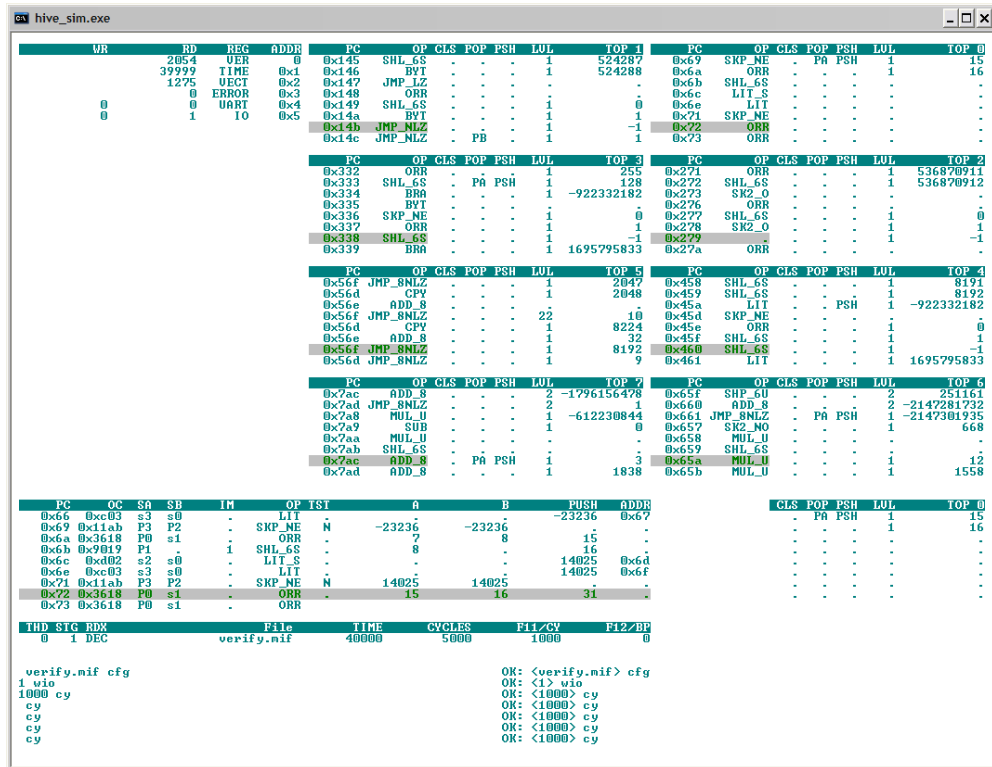 hive_sim.exe
WR RD REG ADDR
2054 VER 0
39999 TIME 0x1
1275 VECT 0x2
0 ERROR 0x3
0 0 UART 0x4
0 1 IO 0x5
PC OP CLS POP PSH LVL TOP 1
0x145 SHL_6S . . . 1 524287
0x146 BYT . . . 1 524288
0x147 JMP_LZ . . . . .
0x148 ORR . . . . .
0x149 SHL_6S . . . 1 0
0x14a BYT . . . 1 1
0x14b JMP_NLZ . . . 1 -1
0x14c JMP_NLZ . PB . 1 1
PC OP CLS POP PSH LVL TOP 0
0x69 SKP_NE . PA PSH 1 15
0x6a ORR . . . 1 16
0x6b SHL_6S . . . . .
0x6c LIT_S . . . . .
0x6e LIT . . . . .
0x71 SKP_NE . . . . .
0x72 ORR . . . . .
0x73 ORR . . . . .
PC OP CLS POP PSH LVL TOP 3
0x332 ORR . . . 1 255
0x333 SHL_6S . PA PSH 1 128
0x334 BRA . . . 1 -922332182
0x335 BYT . . . . .
0x336 SKP_NE . . . 1 0
0x337 ORR . . . 1 1
0x338 SHL_6S . . . 1 -1
0x339 BRA . . . 1 1695795833
PC OP CLS POP PSH LVL TOP 2
0x271 ORR . . . 1 536870911
0x272 SHL_6S . . . 1 536870912
0x273 SK2_O . . . . .
0x276 ORR . . . . .
0x277 SHL_6S . . . 1 0
0x278 SK2_O . . . 1 1
0x279 . . . . 1 -1
0x27a ORR . . . . .
PC OP CLS POP PSH LVL TOP 5
0x56f JMP_8NLZ . . . 1 2047
0x56d CPY . . . 1 2048
0x56e ADD_8 . . . . .
0x56f JMP_8NLZ . . . 22 10
0x56d CPY . . . 1 8224
0x56e ADD_8 . . . 1 32
0x56f JMP_8NLZ . . . 1 8192
0x56d JMP_8NLZ . . . 1 9
PC OP CLS POP PSH LVL TOP 4
0x458 SHL_6S . . . 1 8191
0x459 SHL_6S . . . 1 8192
0x45a LIT . . PSH 1 -922332182
0x45d SKP_NE . . . . .
0x45e ORR . . . 1 0
0x45f SHL_6S . . . 1 1
0x460 SHL_6S . . . 1 -1
0x461 LIT . . . 1 1695795833
PC OP CLS POP PSH LVL TOP 7
0x7ac ADD_8 . . . 2 -1796156478
0x7ad JMP_8NLZ . . . 2 1
0x7a8 MUL_U . . . 1 -612230844
0x7a9 SUB . . . 1 0
0x7aa MUL_U . . . . .
0x7ab SHL_6S . . . . .
0x7ac ADD_8 . PA PSH 1 3
0x7ad ADD_8 . . . 1 1838
PC OP CLS POP PSH LVL TOP 6
0x65f SHP_6U . . . 2 251161
0x660 ADD_8 . . . 2 -2147281732
0x661 JMP_8NLZ . PA PSH 1 -2147301935
0x657 SK2_NO . . . 1 668
0x658 MUL_U . . . . .
0x659 SHL_6S . . . . .
0x65a MUL_U . . . 1 12
0x65b MUL_U . . . 1 1558
PC OC SA SB IM OP TST A B PUSH ADDR
0x66 0xc03 s3 s0 . LIT . . . -23236 0x67
0x69 0x11ab P3 P2 . SKP_NE N -23236 -23236 . .
0x6a 0x3618 P0 s1 . ORR . 7 8 15 .
0x6b 0x9019 P1 . 1 SHL_6S . 8 . 16 .
0x6c 0xd02 s2 s0 . LIT_S . . . 14025 0x6d
0x6e 0xc03 s3 s0 . LIT . . . 14025 0x6f
0x71 0x11ab P3 P2 . SKP_NE N 14025 14025 . .
0x72 0x3618 P0 s1 . ORR . 15 16 31 .
0x73 0x3618 P0 s1 . ORR
CLS POP PSH LVL TOP 0
. PA PSH 1 15
. . . 1 16
. . . . .
. . . . .
. . . . .
. . . . .
. . . . .
. . . . .
THD STG RDX File TIME CYCLES F11/CY F12/BP
0 1 DEC verify.mif 40000 5000 1000 0
verify.mif cfg OK: <verify.mif> cfg
1 wio OK: <1> wio
1000 cy OK: <1000> cy
cy OK: <1000> cy
cy OK: <1000> cy
cy OK: <1000> cy
cy OK: <1000> cy